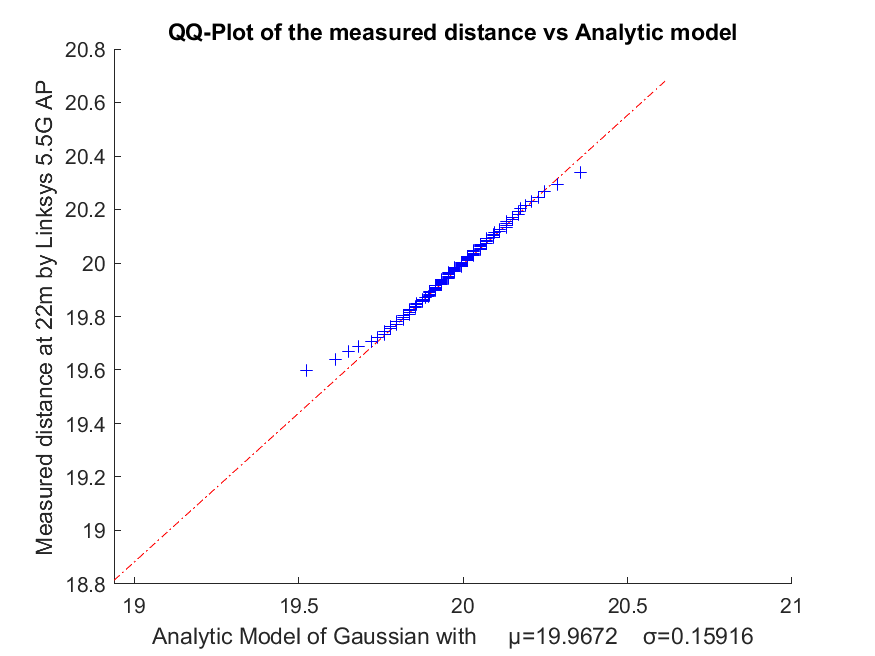 QQ-Plot of the measured distance vs Analytic model
20.8
20.6
20.4
20.2
20
19.8
19.6
19.4
19.2
19
18.8
Measured distance at 22m by Linksys 5.5G AP
19 19.5 20 20.5 21
Analytic Model of Gaussian with μ=19.9672 σ=0.15916